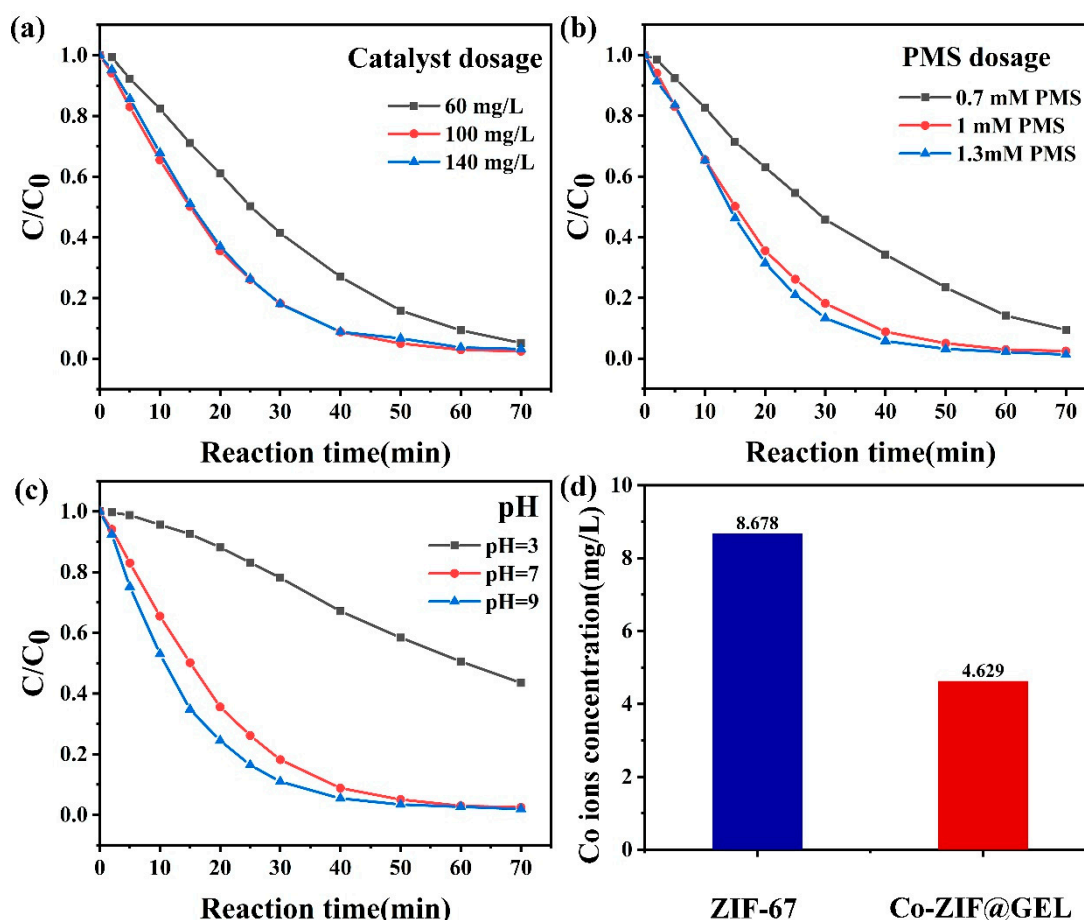 (a)
Catalyst dosage
60 mg/L
100 mg/L
140 mg/L
C/C0
1.0
0.8
0.6
0.4
0.2
0.0
0 10 20 30 40 50 60 70
Reaction time(min)
(b)
PMS dosage
0.7 mM PMS
1 mM PMS
1.3mM PMS
C/C0
1.0
0.8
0.6
0.4
0.2
0.0
0 10 20 30 40 50 60 70
Reaction time(min)
(c)
pH
pH=3
pH=7
pH=9
C/C0
1.0
0.8
0.6
0.4
0.2
0.0
0 10 20 30 40 50 60 70
Reaction time(min)
(d)
Co ions concentration(mg/L)
10
8
6
4
2
0
8.678
4.629
ZIF-67 Co-ZIF@GEL